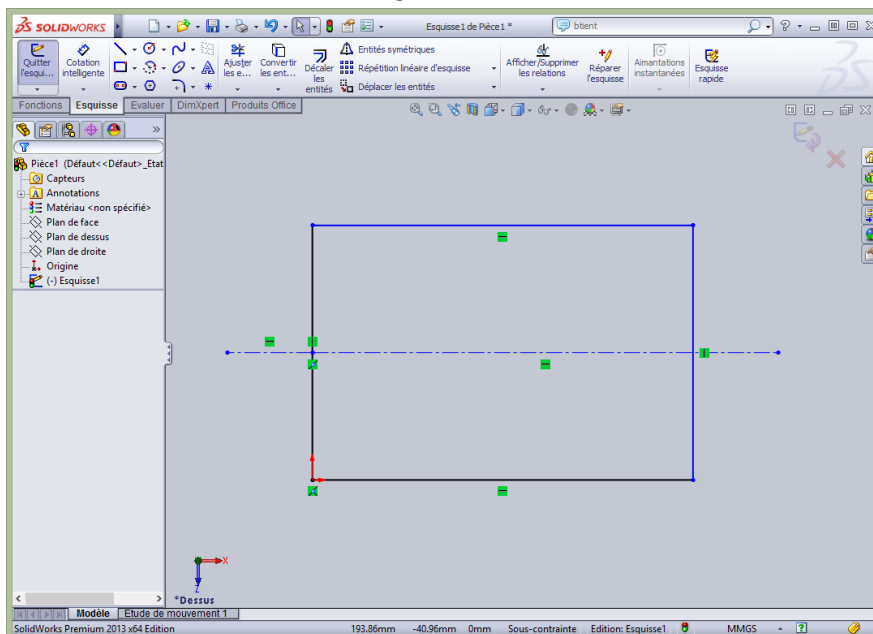 SOLIDWORKS
Esquisse1 de Pièce1 *
btient
Quitter l'esqui...
Cotation intelligente
Ajuster les e...
Convertir les ent...
Décaler les entités
Entités symétriques
Répétition linéaire d'esquisse
Déplacer les entités
Afficher/Supprimer les relations
Réparer l'esquisse
Aimantations instantanées
Esquisse rapide
Fonctions Esquisse Evaluer DimXpert Produits Office
Pièce1 (Défaut<<Défaut>_Etat
Capteurs
Annotations
Matériau <non spécifié>
Plan de face
Plan de dessus
Plan de droite
Origine
(-) Esquisse1
X
Z
*Dessus
Modèle Etude de mouvement 1
SolidWorks Premium 2013 x64 Edition 193.86mm -40.96mm 0mm Sous-contrainte Edition: Esquisse1 MMGS